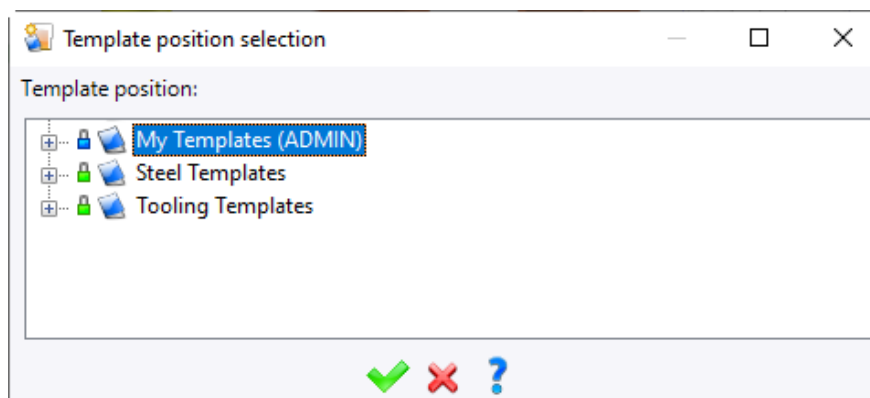 Template position selection
Template position:
My Templates (ADMIN)
Steel Templates
Tooling Templates